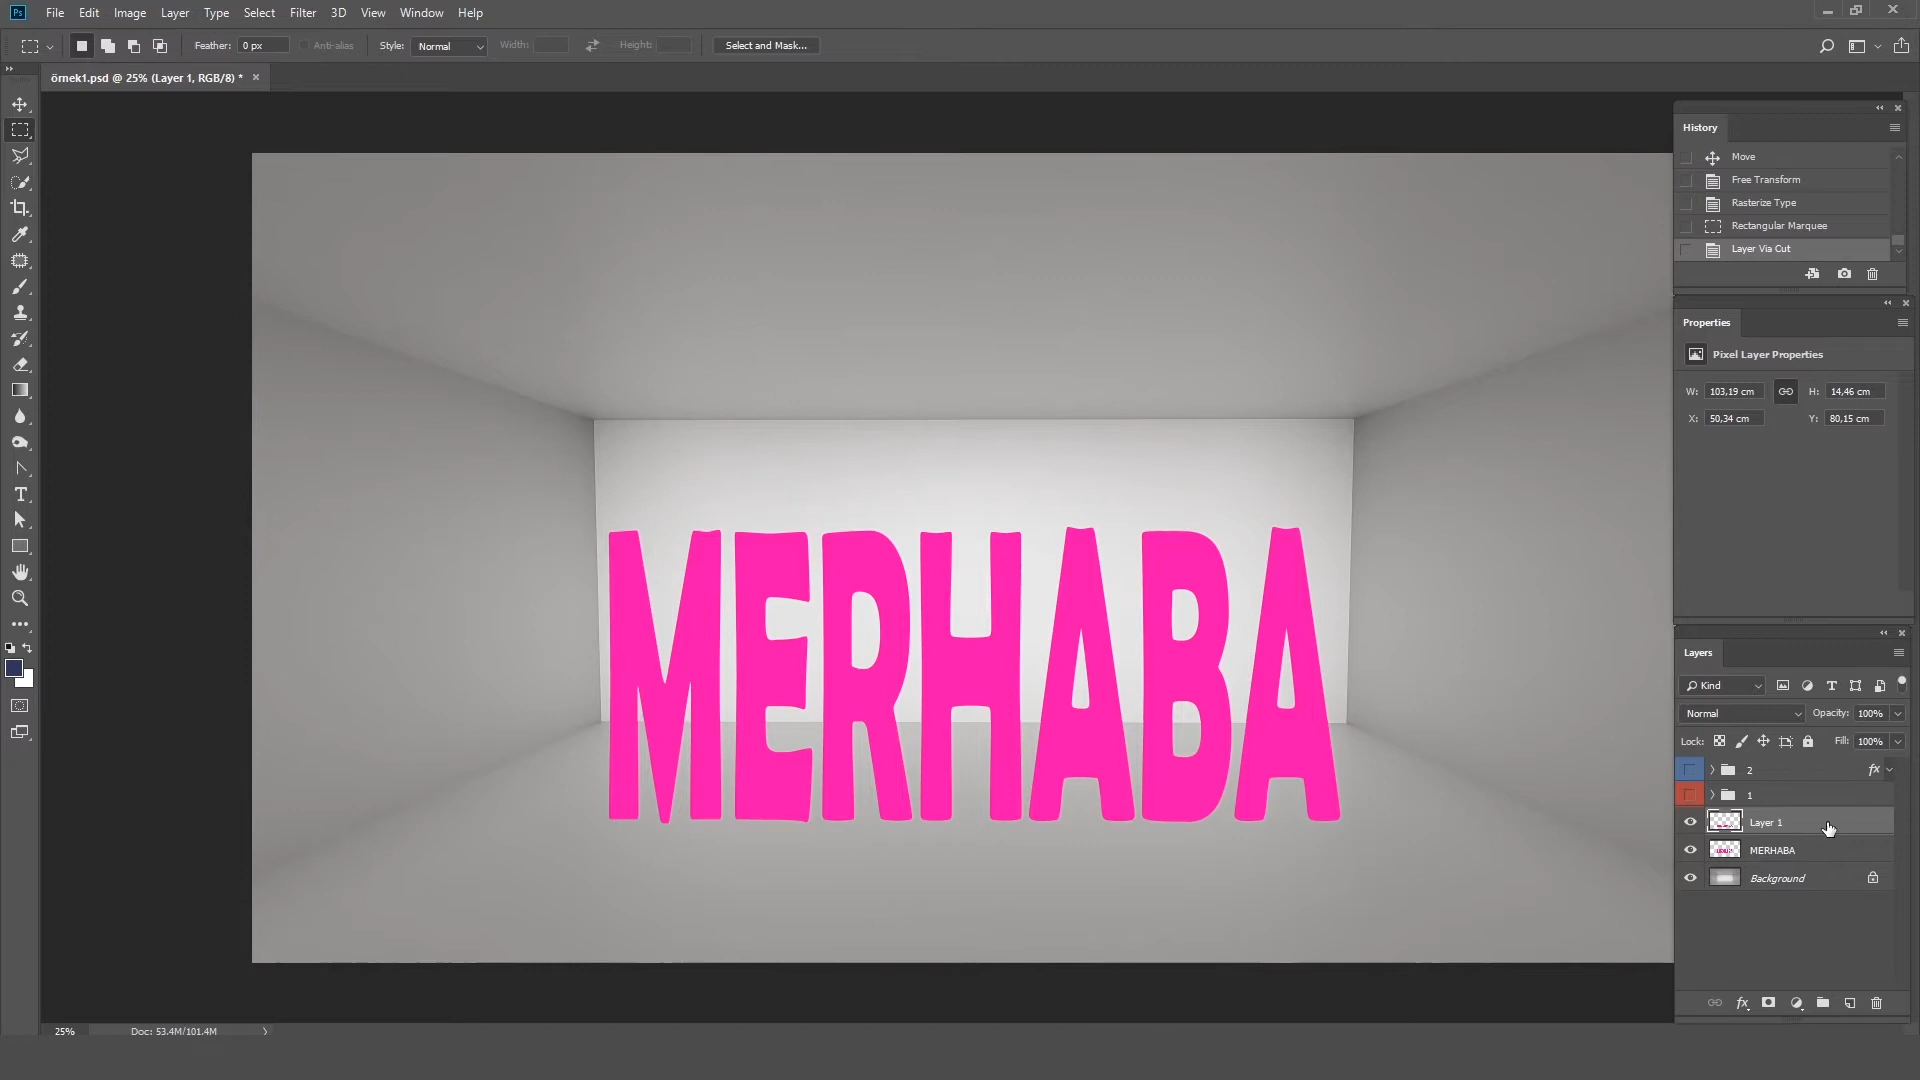 Ps File Edit Image Layer Type Select Filter 3D View Window Help
Feather: 0 px Anti-alias Style: Normal Width: Height: Select and Mask...
örnek1.psd @ 25% (Layer 1, RGB/8) *
MERHABA
History
Move
Free Transform
Rasterize Type
Rectangular Marquee
Layer Via Cut
Properties
Pixel Layer Properties
W: 103,19 cm H: 14,46 cm
X: 50,34 cm Y: 80,15 cm
Layers
Kind
Normal Opacity: 100%
Lock: Fill: 100%
2 fx
1
Layer 1
MERHABA
Background
fx
25% Doc: 53.4M/101.4M